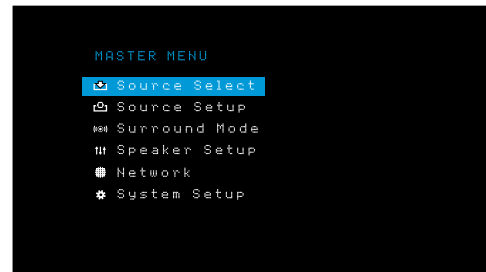 MASTER MENU
Source Select
Source Setup
Surround Mode
Speaker Setup
Network
System Setup